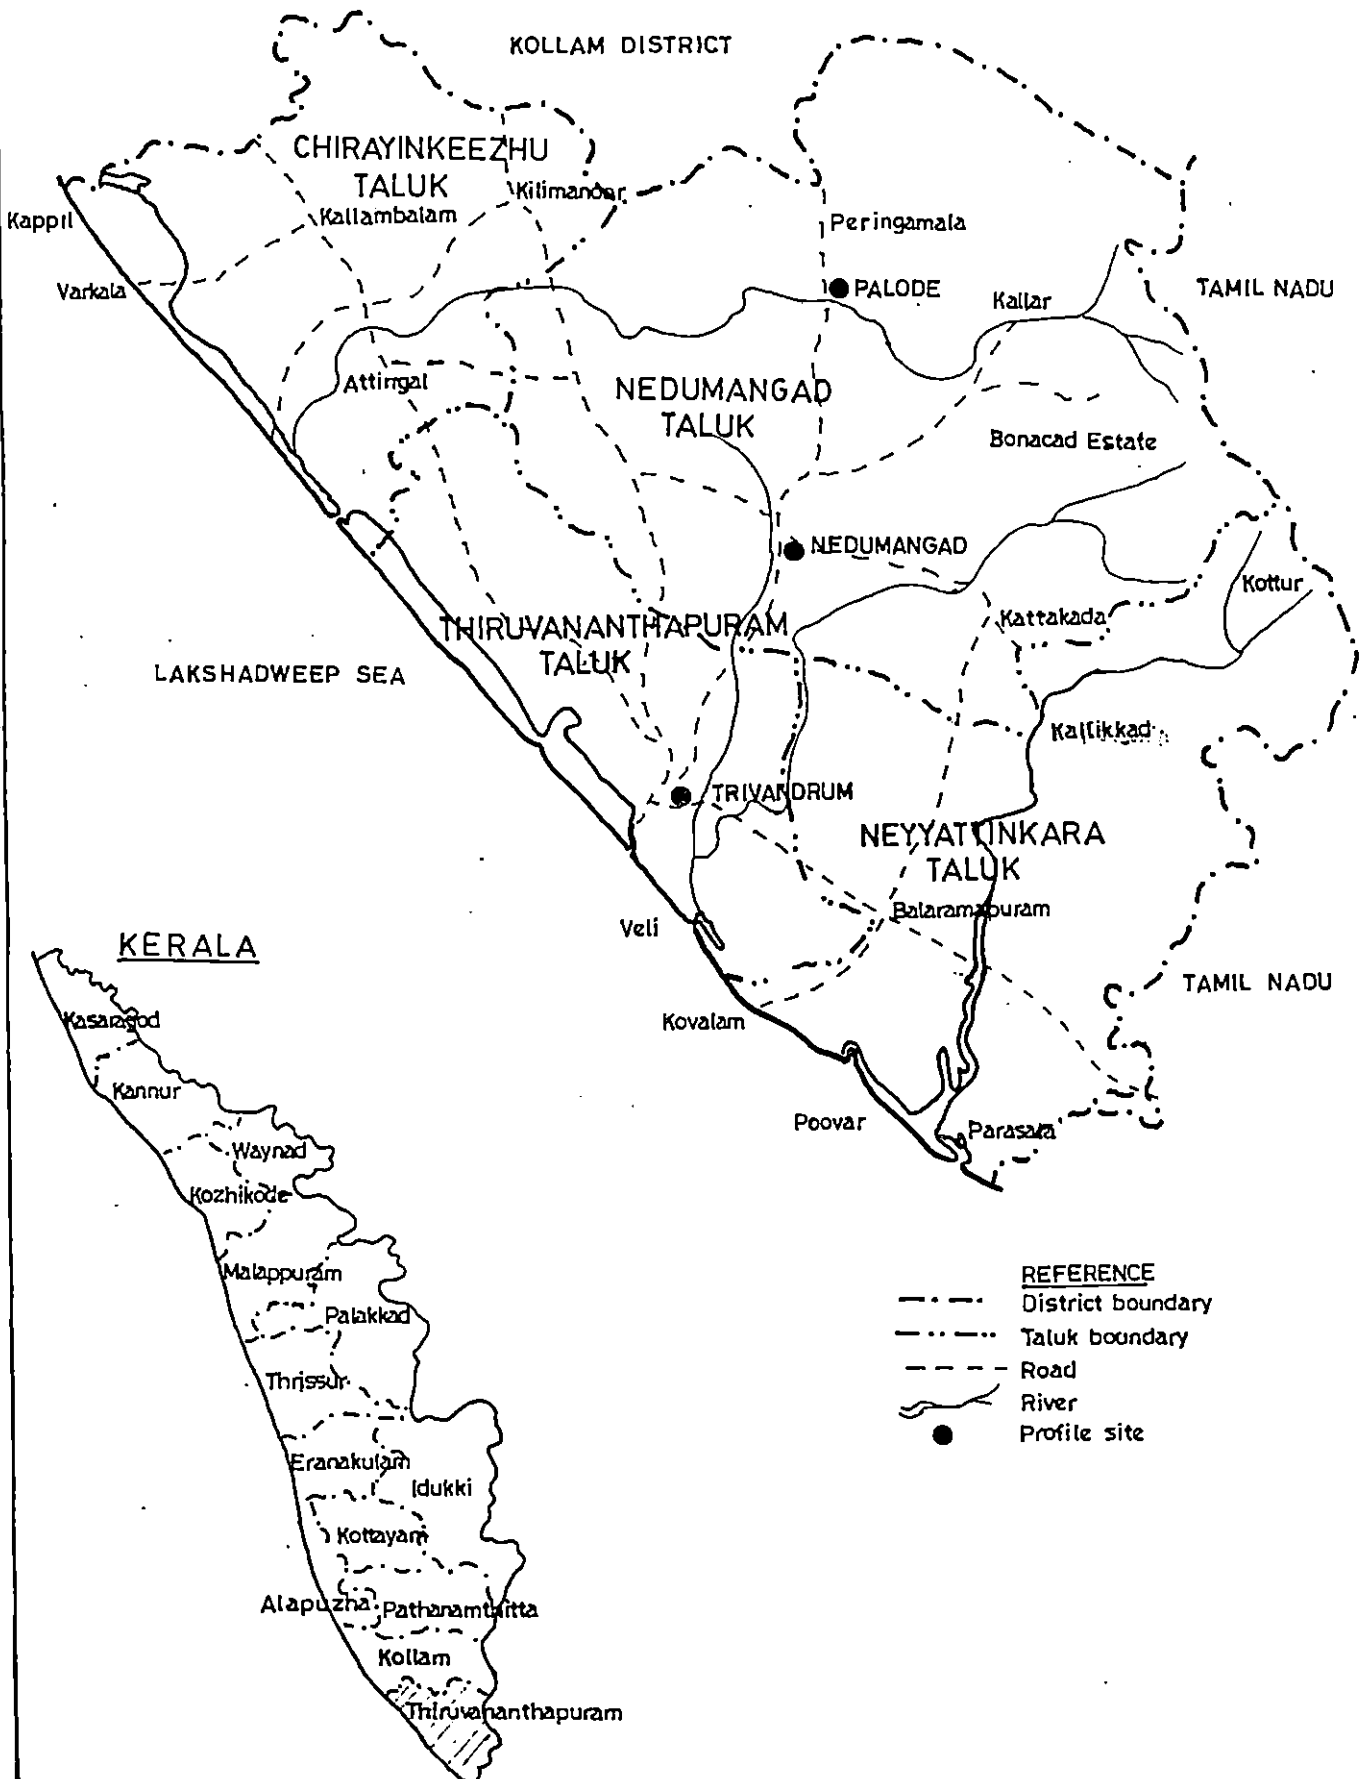 KOLLAM DISTRICT
CHIRAYINKEEZHU
TALUK
Kilimanoor
Kappil
Kallambalam
Peringamala
Varkala
PALODE
Kallar
TAMIL NADU
Attingal
NEDUMANGAD
TALUK
Bonacad Estate
NEDUMANGAD
Kottur
Kattakada
THIRUVANANTHAPURAM
TALUK
LAKSHADWEEP SEA
Kallikkad
TRIVANDRUM
NEYYATTINKARA
TALUK
Balaramapuram
Veli
TAMIL NADU
Kovalam
Poovar
Parasala
KERALA
Kasaragod
Kannur
Waynad
Kozhikode
Malappuram
Palakkad
Thrissur
Eranakulam
Idukki
Kottayam
Alapuzha
Pathanamthitta
Kollam
Thiruvananthapuram
REFERENCE
District boundary
Taluk boundary
Road
River
Profile site